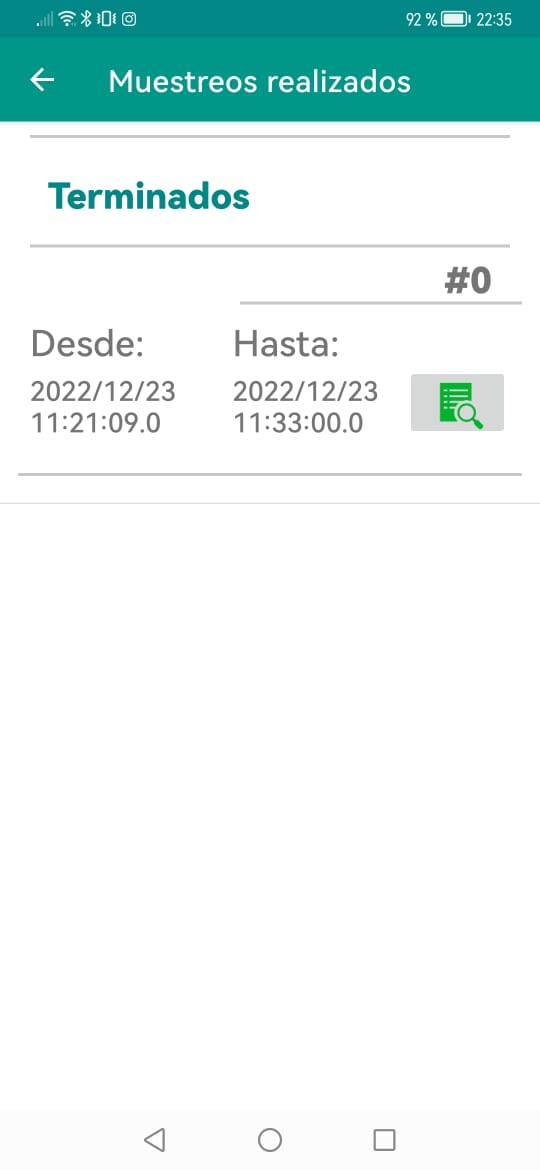 92 % 22:35
Muestreos realizados
Terminados
#0
Desde: Hasta:
2022/12/23 2022/12/23
11:21:09.0 11:33:00.0